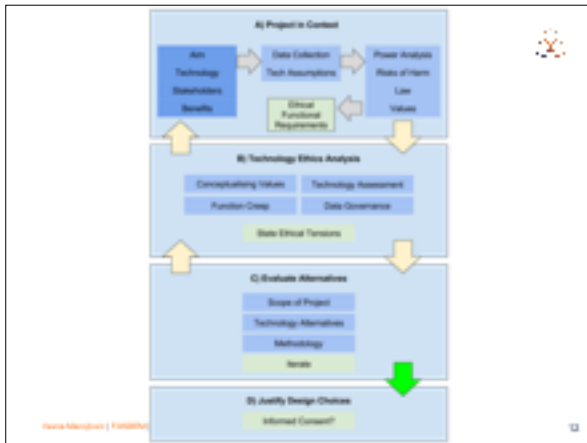 A) Project in Context
Aim
Technology
Stakeholders
Benefits
Data Collection
Tech Assumptions
Power Analysis
Risks of Harm
Law
Values
Ethical
Functional
Requirements
B) Technology Ethics Analysis
Conceptualising Values
Technology Assessment
Function Creep
Data Governance
State Ethical Tensions
C) Evaluate Alternatives
Scope of Project
Technology Alternatives
Methodology
Iterate
D) Justify Design Choices
Informed Consent?